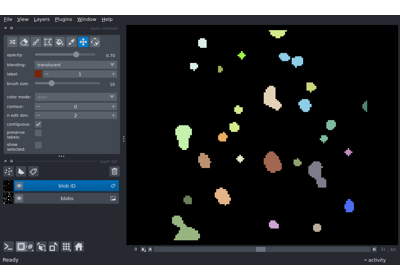 File View Layers Plugins Window Help
opacity: 0.70
blending: translucent
label: 1
brush size: 10
color mode:
contour: 0
n edit dim: 2
contiguous:
preserve labels:
show selected:
blob ID
blobs
Ready
activity